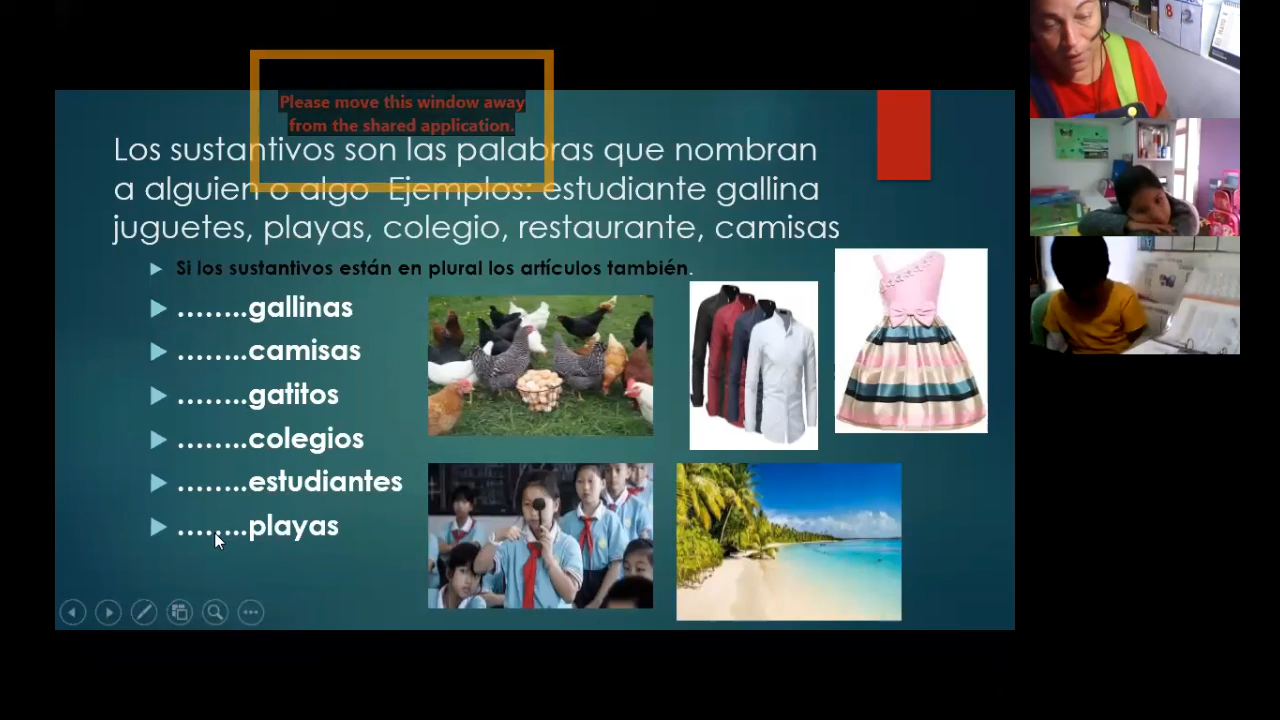 Please move this window away
from the shared application.
Los sustantivos son las palabras que nombran
a alguien o algo Ejemplos: estudiante gallina
juguetes, playas, colegio, restaurante, camisas
Si los sustantivos están en plural los artículos también.
........gallinas
........camisas
........gatitos
........colegios
........estudiantes
........playas
8 2